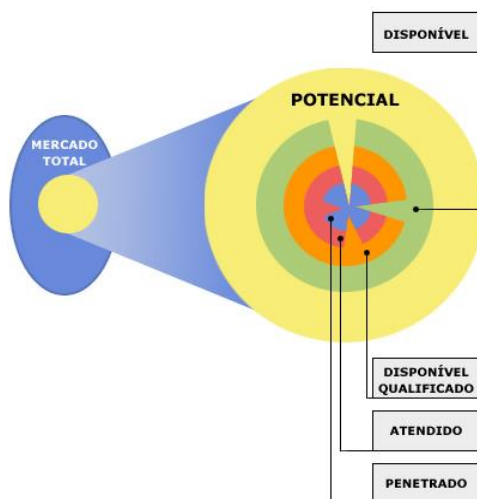 DISPONÍVEL
POTENCIAL
MERCADO
TOTAL
DISPONÍVEL
QUALIFICADO
ATENDIDO
PENETRADO